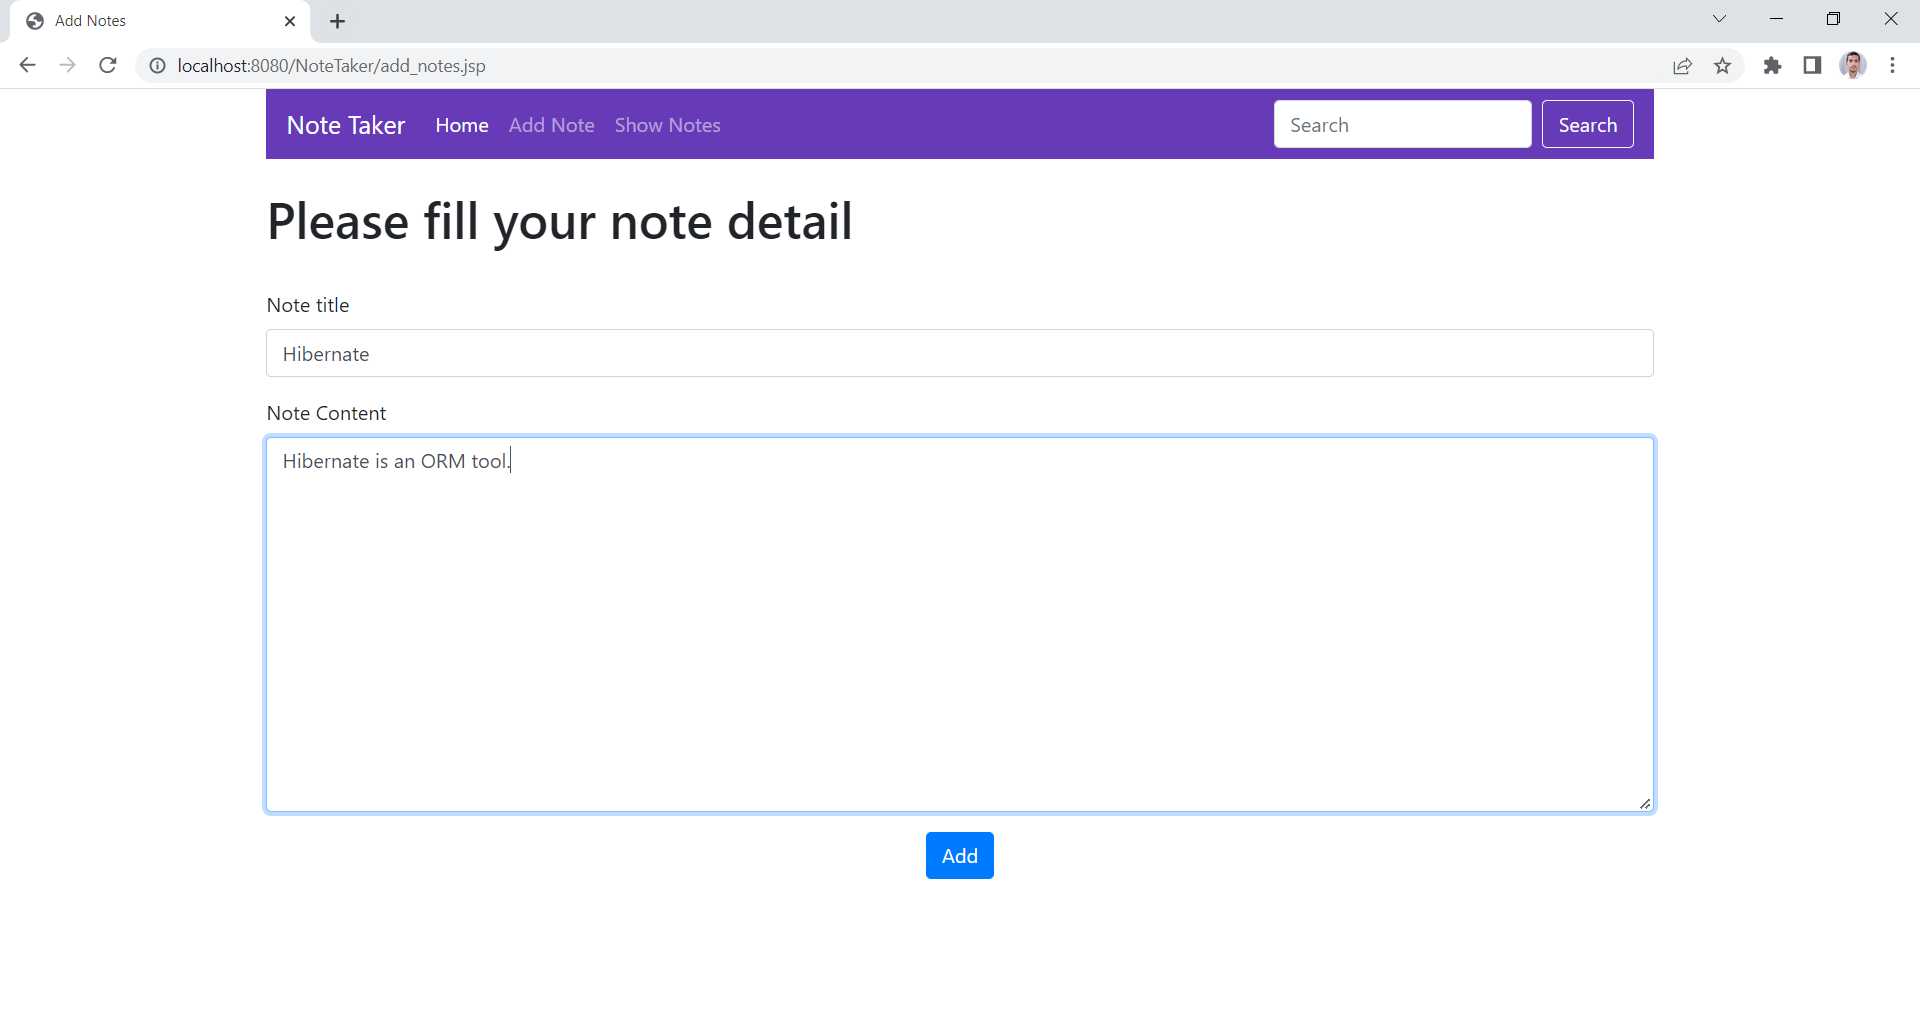 Add Notes
localhost:8080/NoteTaker/add_notes.jsp
Note Taker Home Add Note Show Notes Search Search
Please fill your note detail
Note title
Hibernate
Note Content
Hibernate is an ORM tool.
Add